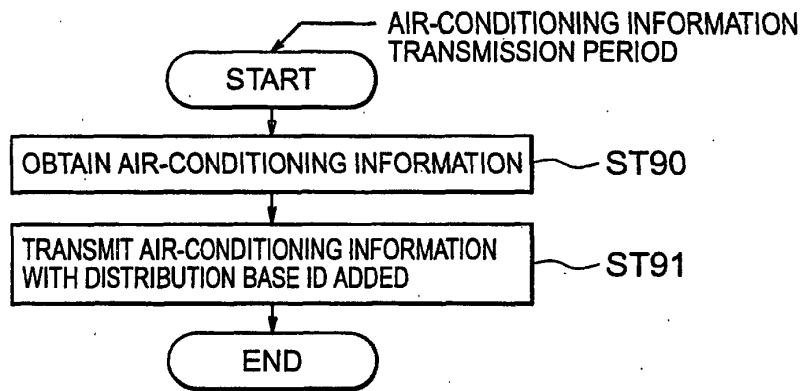 AIR-CONDITIONING INFORMATION
TRANSMISSION PERIOD
START
OBTAIN AIR-CONDITIONING INFORMATION
ST90
TRANSMIT AIR-CONDITIONING INFORMATION
WITH DISTRIBUTION BASE ID ADDED
ST91
END